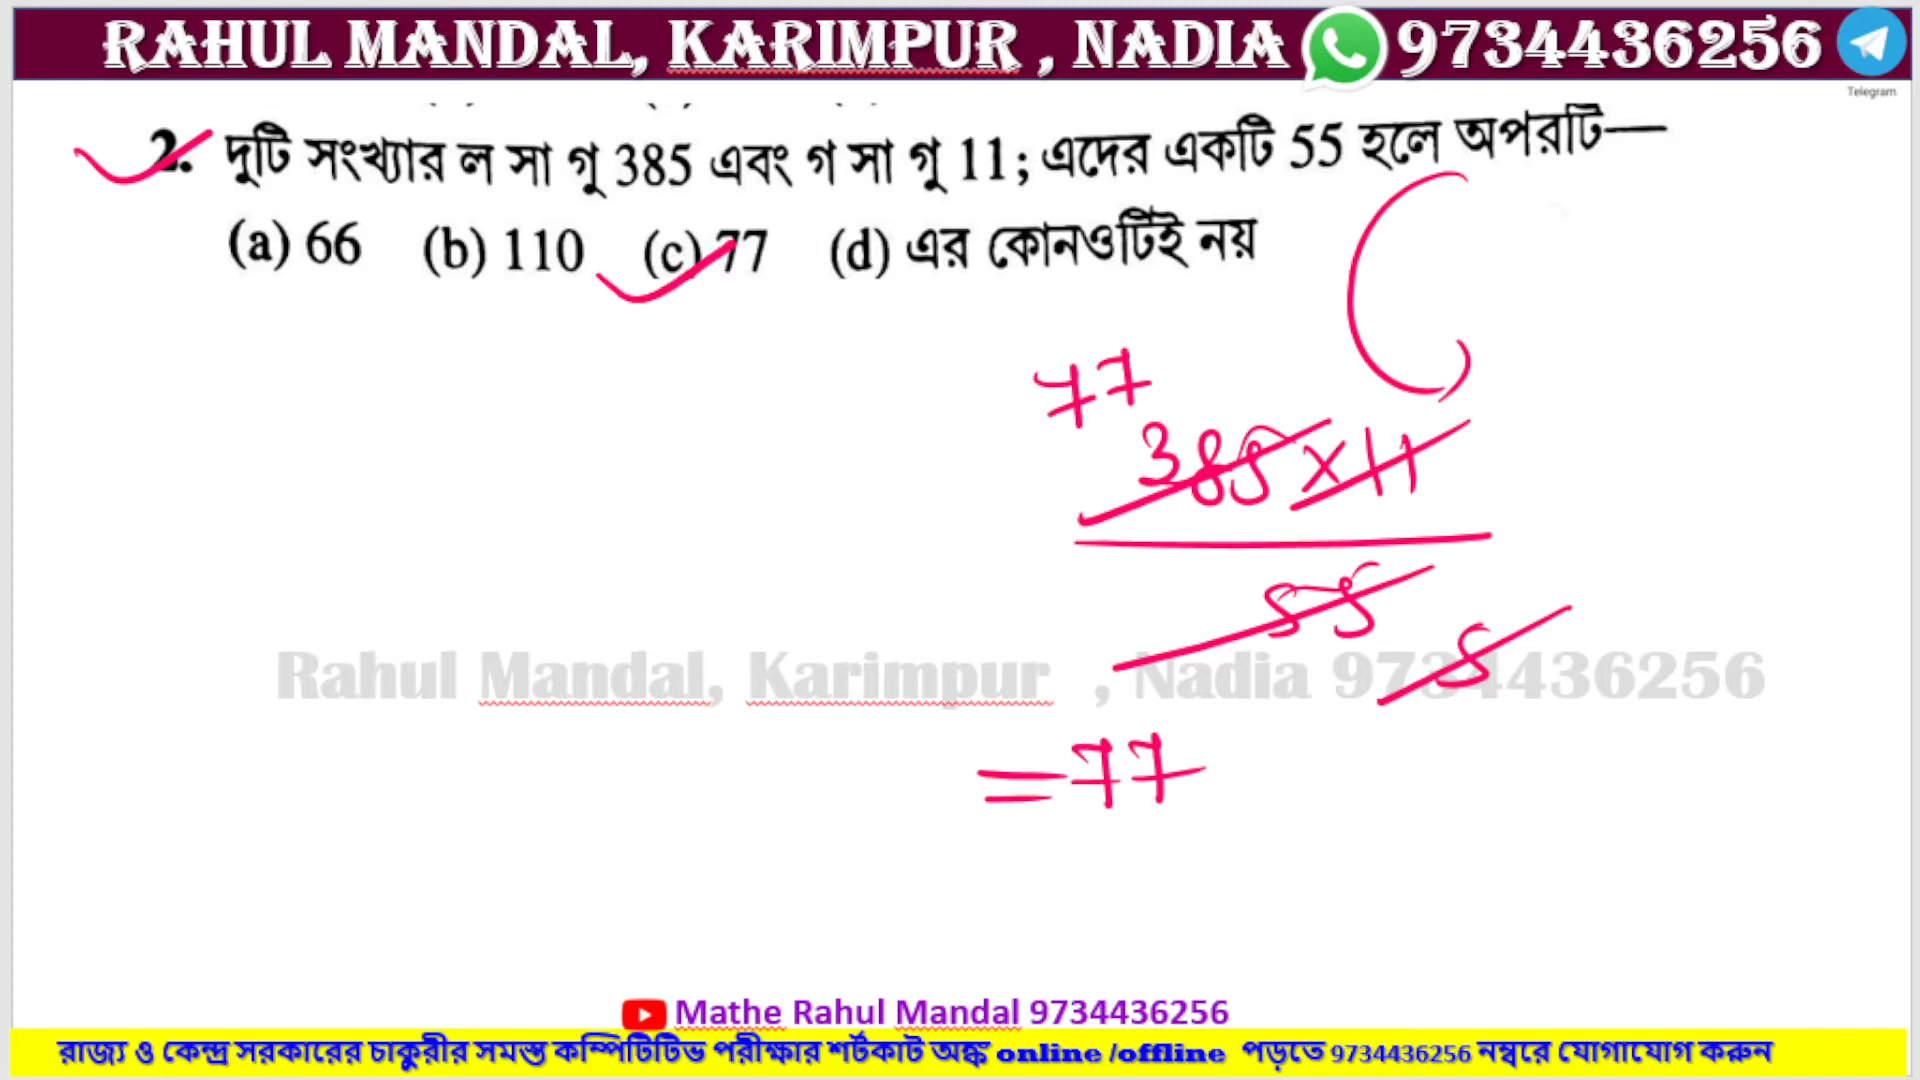 RAHUL MANDAL, KARIMPUR , NADIA 9734436256
Telegram
2. দুটি সংখ্যার ল সা গু 385 এবং গ সা গু 11; এদের একটি 55 হলে অপরটি—
(a) 66 (b) 110 (c) 77 (d) এর কোনওটিই নয়
77
385 × 11
55
5
Rahul Mandal, Karimpur , Nadia 9734436256
= 77
Mathe Rahul Mandal 9734436256
রাজ্য ও কেন্দ্র সরকারের চাকুরীর সমস্ত কম্পিটিটিভ পরীক্ষার শর্টকাট অঙ্ক online /offline পড়তে 9734436256 নম্বরে যোগাযোগ করুন